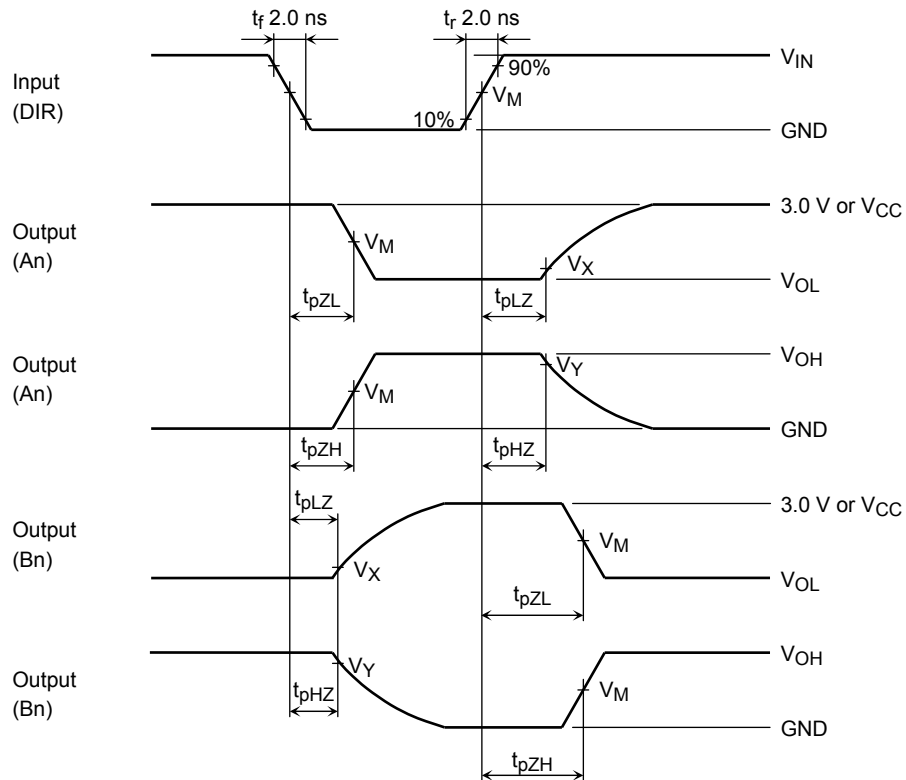 tf 2.0 ns
tr 2.0 ns
Input
(DIR)
VIN
90%
VM
10%
GND
Output
(An)
3.0 V or VCC
VM
VX
VOL
tpZL
tpLZ
Output
(An)
VOH
VY
VM
GND
tpZH
tpHZ
tpLZ
Output
(Bn)
3.0 V or VCC
VM
VX
VOL
tpZL
Output
(Bn)
VOH
VY
VM
tpHZ
GND
tpZH